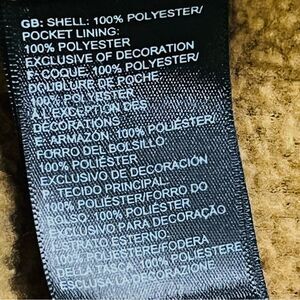 GB: SHELL: 100% POLYESTER/
POCKET LINING:
100% POLYESTER
EXCLUSIVE OF DECORATION
F: COQUE: 100% POLYESTER/
DOUBLURE DE POCHE:
100% POLYESTER
À L'EXCEPTION DES
DÉCORATIONS
E: ARMAZÓN: 100% POLIÉSTER/
FORRO DEL BOLSILLO:
100% POLIÉSTER
EXCLUSIVO DE DECORACIÓN
TECIDO PRINCIPAL:
100% POLIÉSTER/FORRO DO
BOLSO: 100% POLIÉSTER
EXCLUSIVO PARA DECORAÇÃO
STRATO ESTERNO:
100% POLIESTERE/FODERA
DELLA TASCA: 100% POLIESTERE
ESCLUSA LA DECORAZIONE